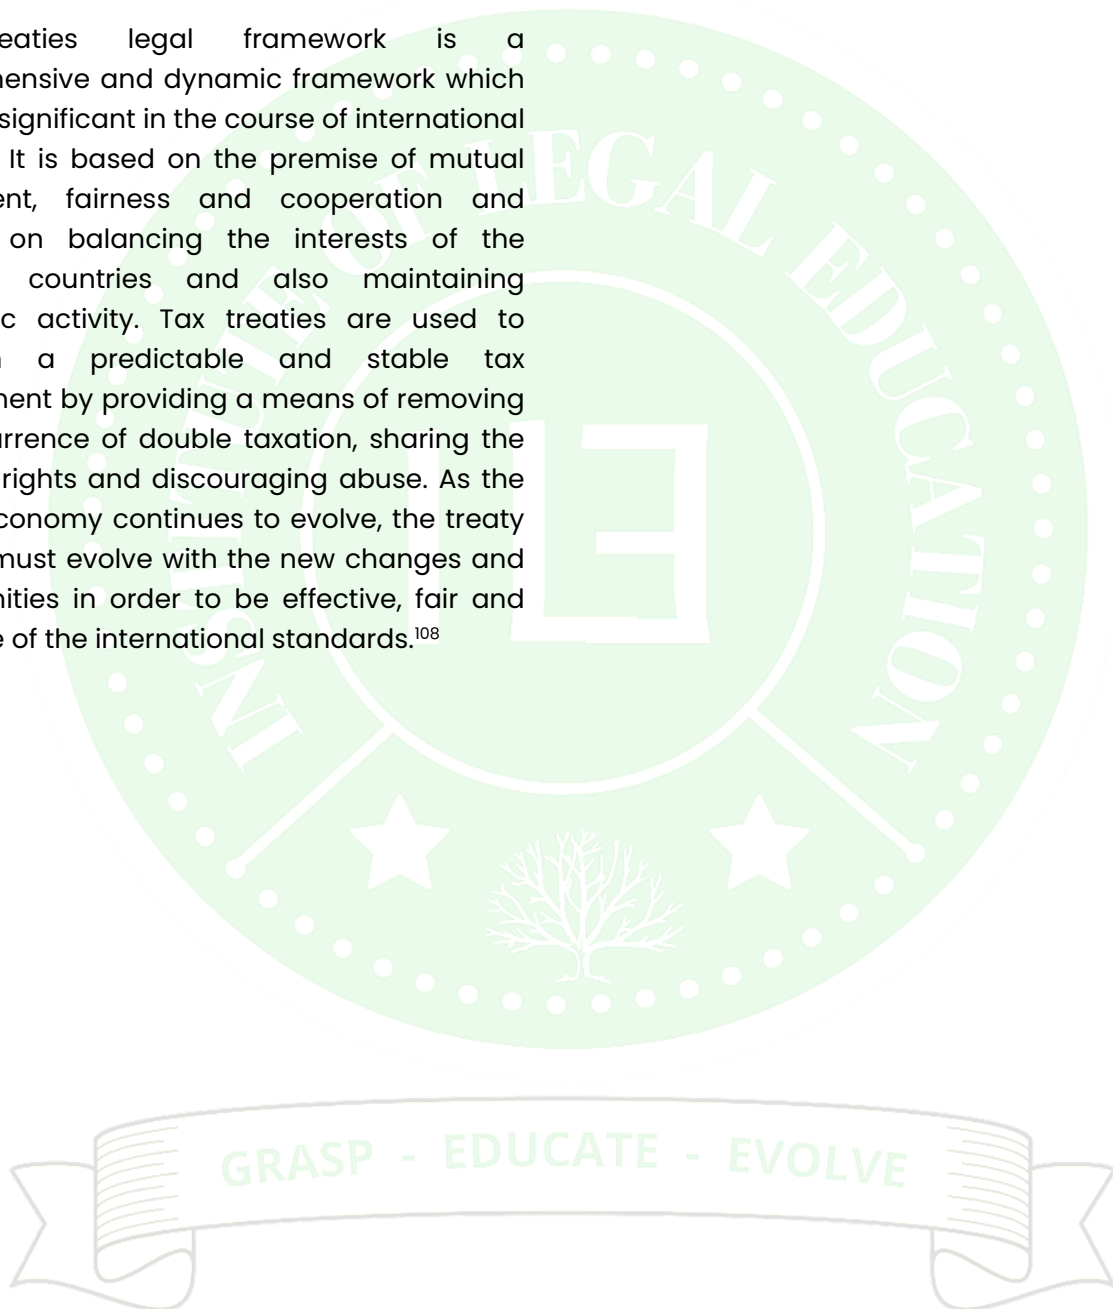 eaties legal framework is a
hensive and dynamic framework which
significant in the course of international
It is based on the premise of mutual
ent, fairness and cooperation and
on balancing the interests of the
countries and also maintaining
c activity. Tax treaties are used to
a predictable and stable tax
ment by providing a means of removing
urrence of double taxation, sharing the
rights and discouraging abuse. As the
conomy continues to evolve, the treaty
must evolve with the new changes and
nities in order to be effective, fair and
e of the international standards.108
INSTITUTE OF LEGAL EDUCATION
ILE
GRASP - EDUCATE - EVOLVE